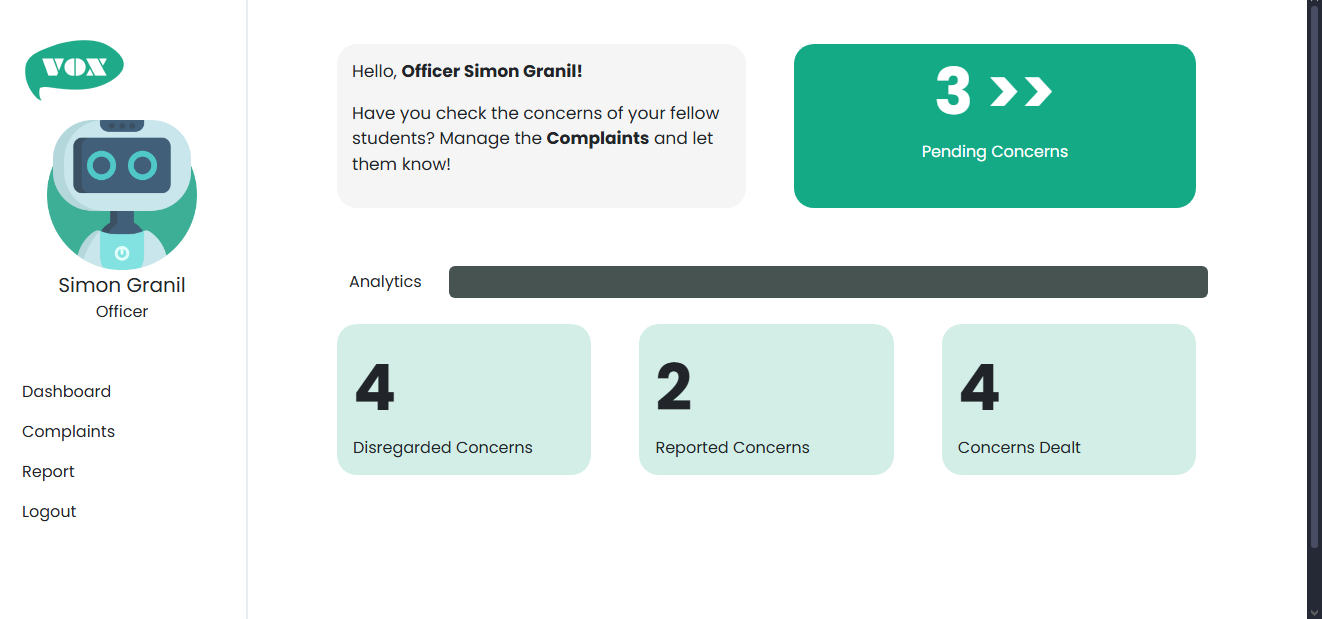 VOX
Simon Granil
Officer
Dashboard
Complaints
Report
Logout
Hello, Officer Simon Granil!
Have you check the concerns of your fellow
students? Manage the Complaints and let
them know!
3
Pending Concerns
Analytics
4
Disregarded Concerns
2
Reported Concerns
4
Concerns Dealt